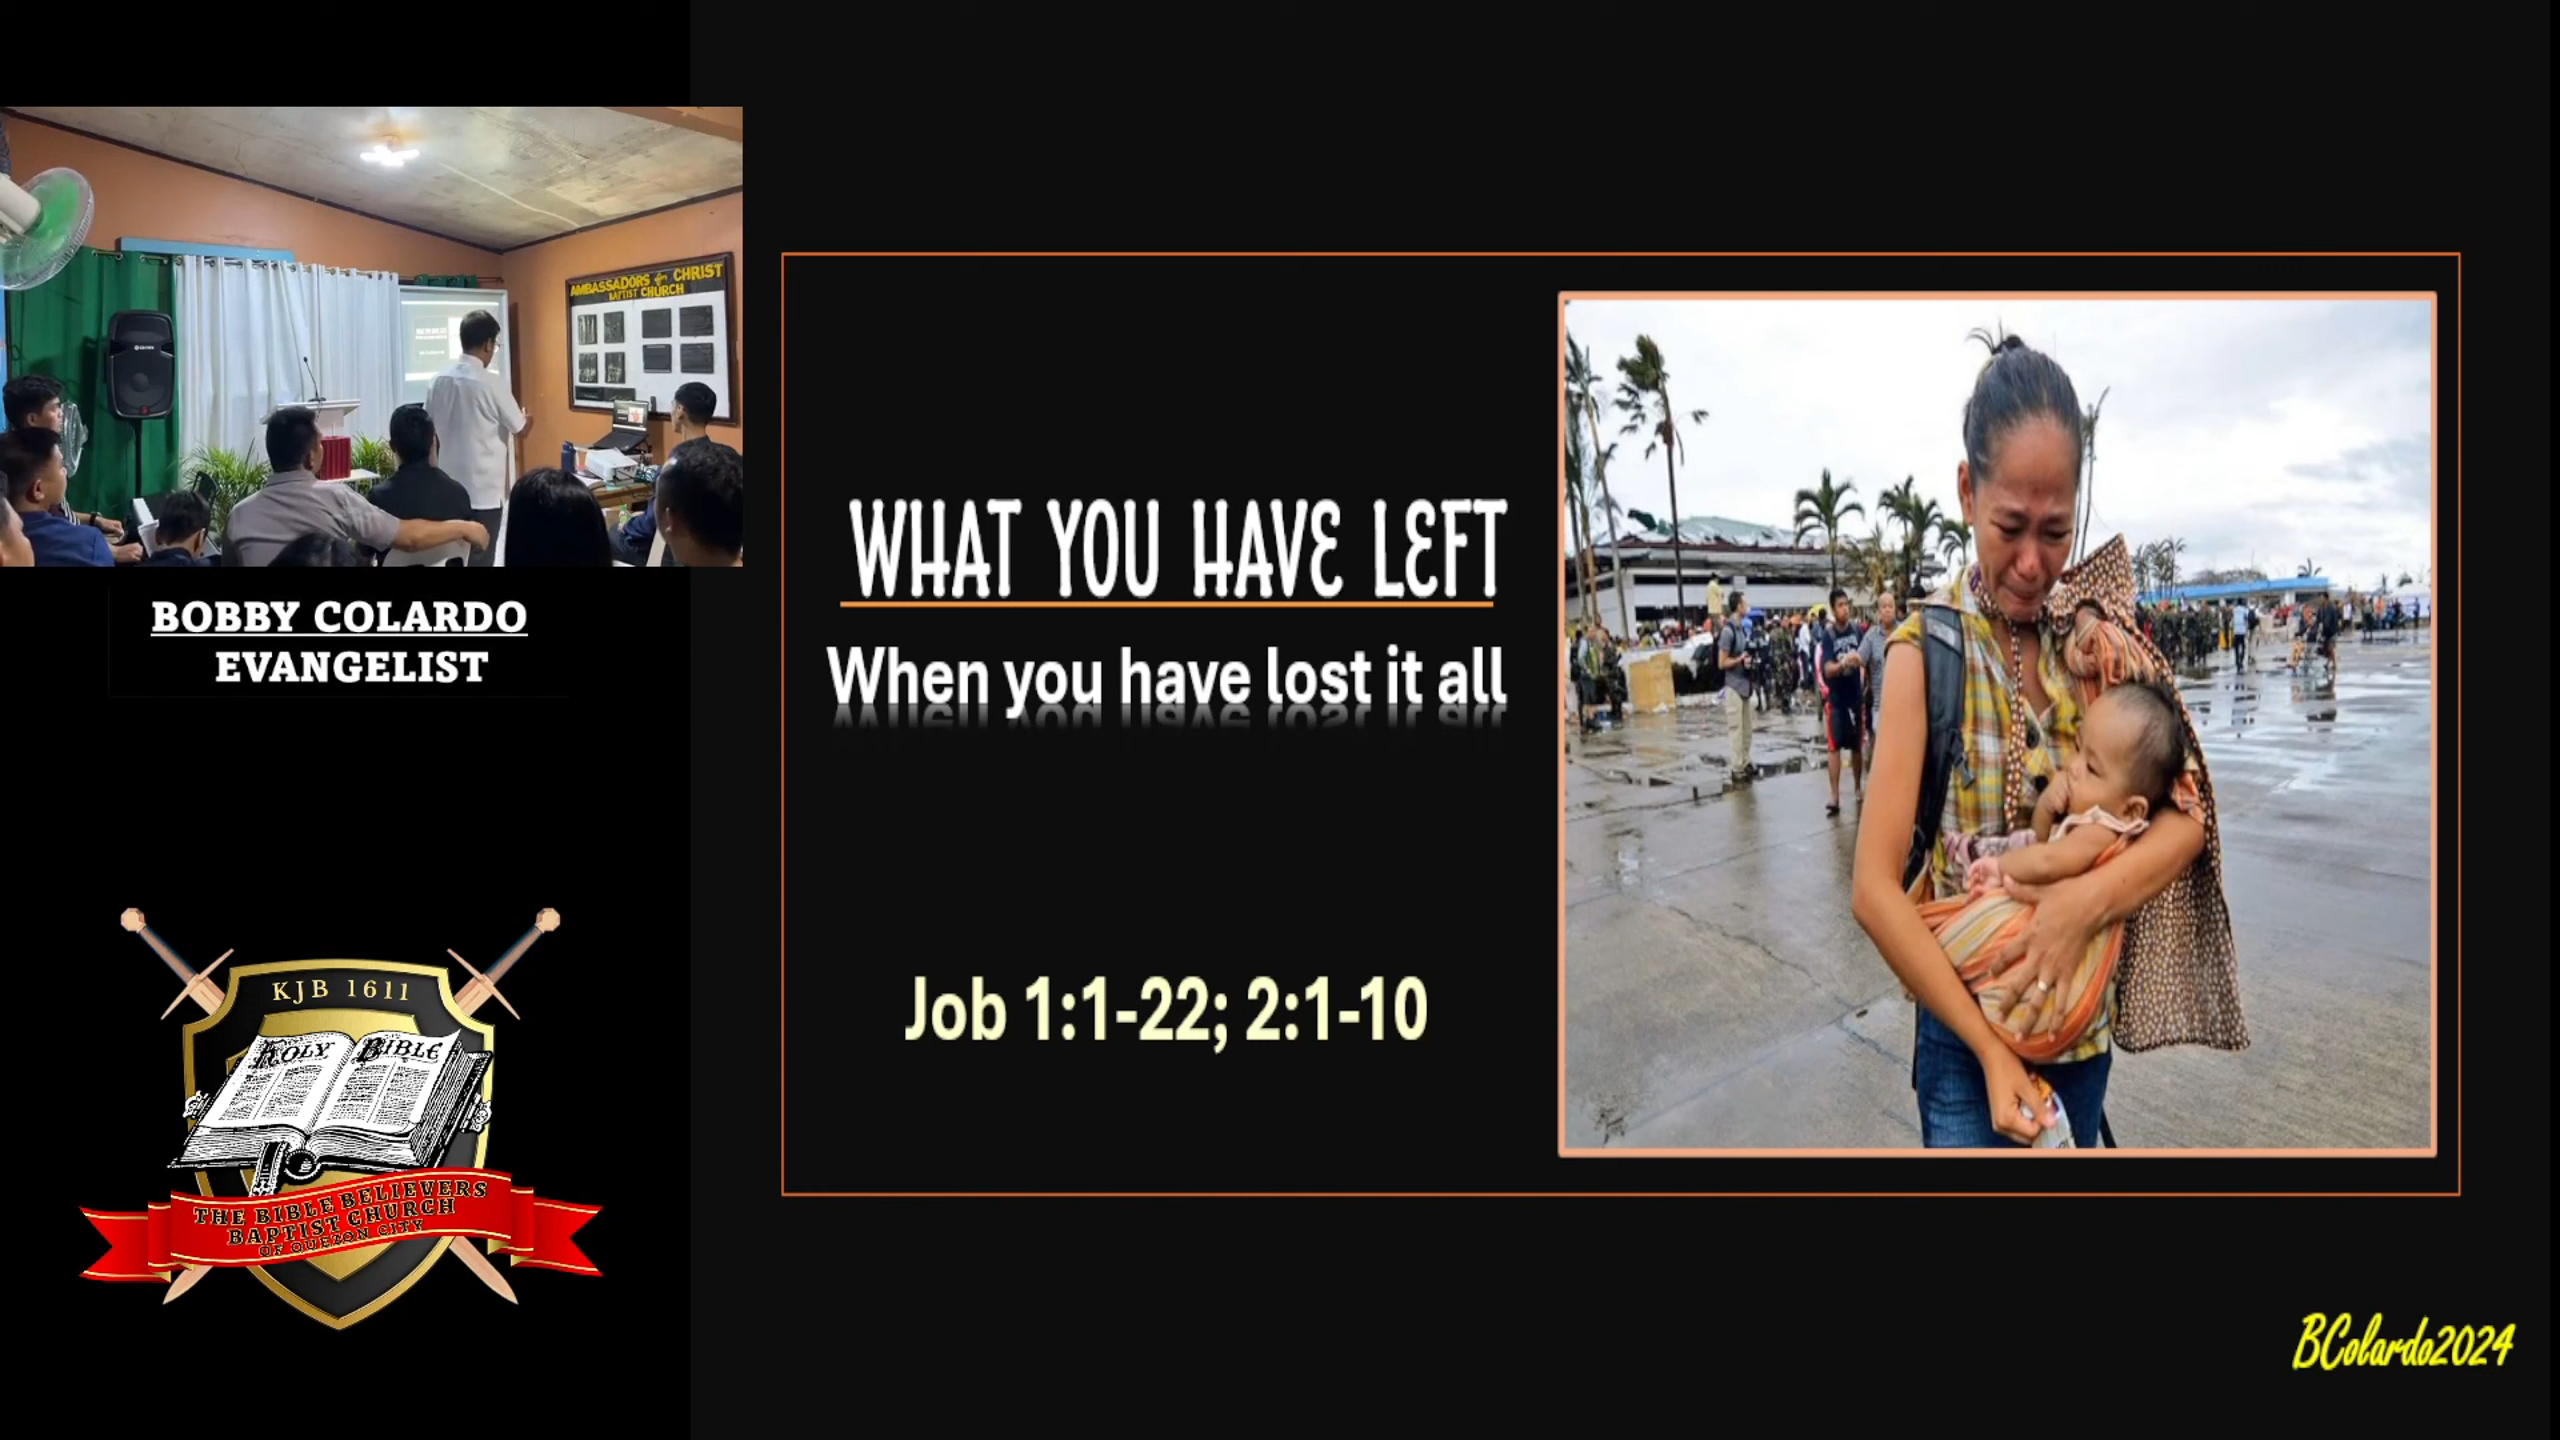 AMBASSADORS for CHRIST
BAPTIST CHURCH
BOBBY COLARDO
EVANGELIST
KJB 1611
HOLY BIBLE
THE BIBLE BELIEVERS
BAPTIST CHURCH
OF QUEZON CITY
WHAT YOU HAVE LEFT
When you have lost it all
Job 1:1-22; 2:1-10
BColardo2024